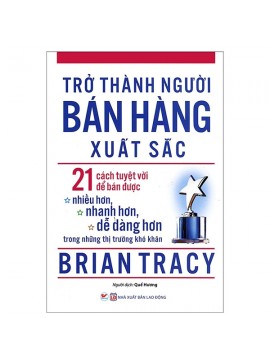 TRỞ THÀNH NGƯỜI
BÁN HÀNG
XUẤT SẮC
21 cách tuyệt vời
để bán được
nhiều hơn,
nhanh hơn,
dễ dàng hơn
trong những thị trường khó khăn
BRIAN TRACY
Người dịch: Quế Hương
NHÀ XUẤT BẢN LAO ĐỘNG